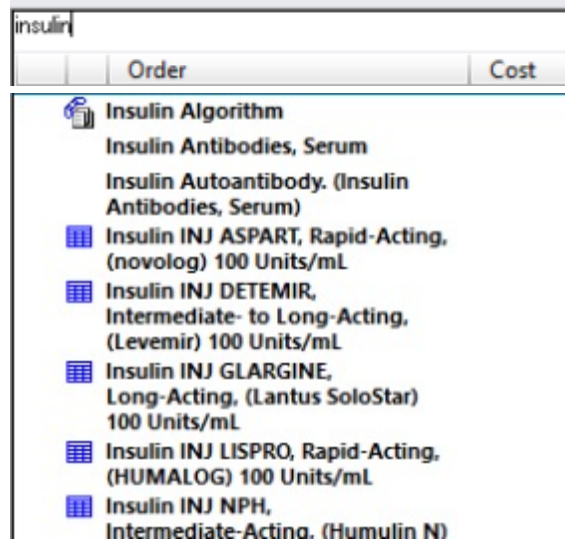 insulin
Order Cost
Insulin Algorithm
Insulin Antibodies, Serum
Insulin Autoantibody. (Insulin
Antibodies, Serum)
Insulin INJ ASPART, Rapid-Acting,
(novolog) 100 Units/mL
Insulin INJ DETEMIR,
Intermediate- to Long-Acting,
(Levemir) 100 Units/mL
Insulin INJ GLARGINE,
Long-Acting, (Lantus SoloStar)
100 Units/mL
Insulin INJ LISPRO, Rapid-Acting,
(HUMALOG) 100 Units/mL
Insulin INJ NPH,
Intermediate-Acting, (Humulin N)